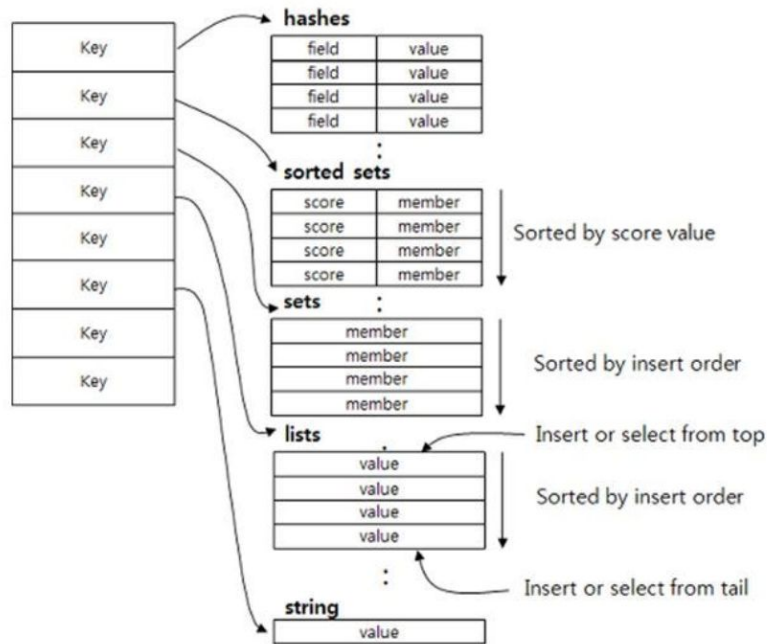 Key
Key
Key
Key
Key
Key
Key
Key
hashes
field value
field value
field value
field value
:
sorted sets
score member
score member
score member
score member
Sorted by score value
:
sets
member
member
member
member
Sorted by insert order
lists
Insert or select from top
value
value
value
value
Sorted by insert order
:
Insert or select from tail
string
value